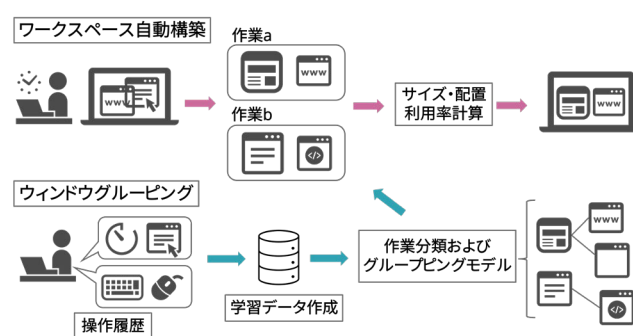 ワークスペース自動構築
作業a
www
www
サイズ・配置
利用率計算
www
作業b
</>
ウィンドウグルーピング
操作履歴
学習データ作成
作業分類および
グループピングモデル
www
</>